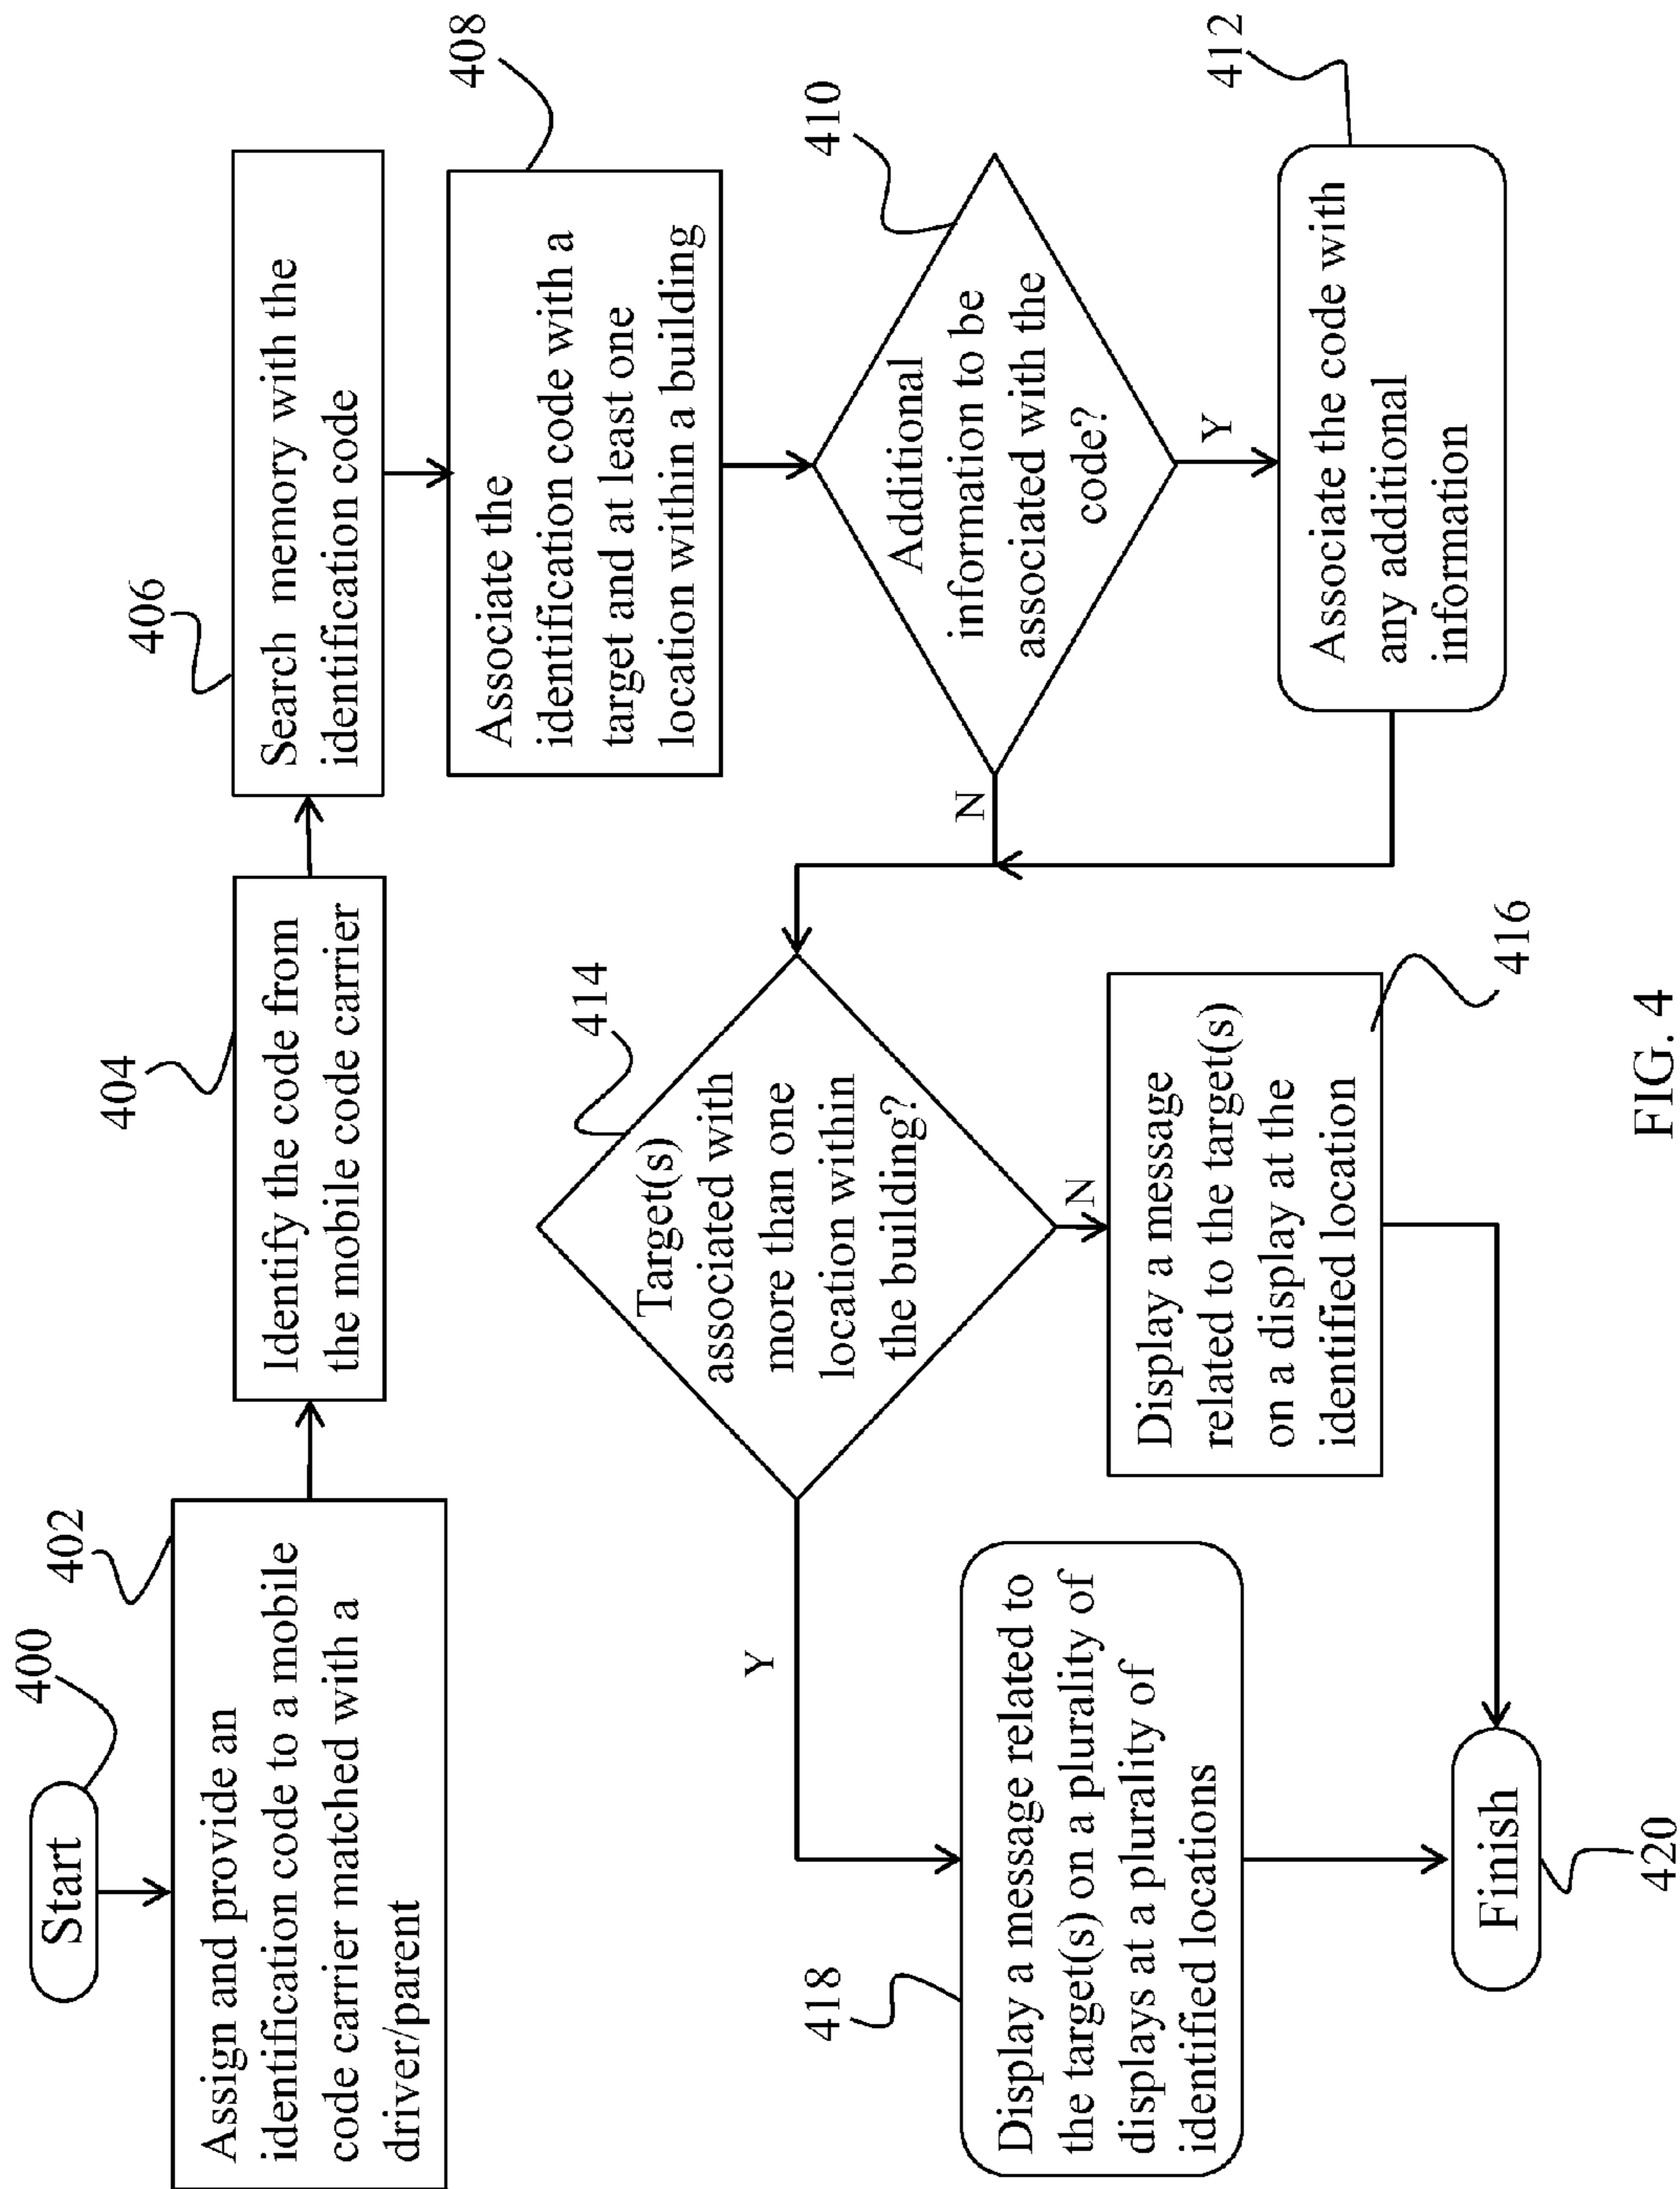 Start
400
402
Assign and provide an
identification code to a mobile
code carrier matched with a
driver/parent
404
Identify the code from
the mobile code carrier
406
Search memory with the
identification code
408
Associate the
identification code with a
target and at least one
location within a building
410
Additional
information to be
associated with the
code?
N
Y
412
Associate the code with
any additional
information
414
Target(s)
associated with
more than one
location within
the building?
Y
N
416
Display a message
related to the target(s)
on a display at the
identified location
418
Display a message related to
the target(s) on a plurality of
displays at a plurality of
identified locations
Finish
420
FIG. 4